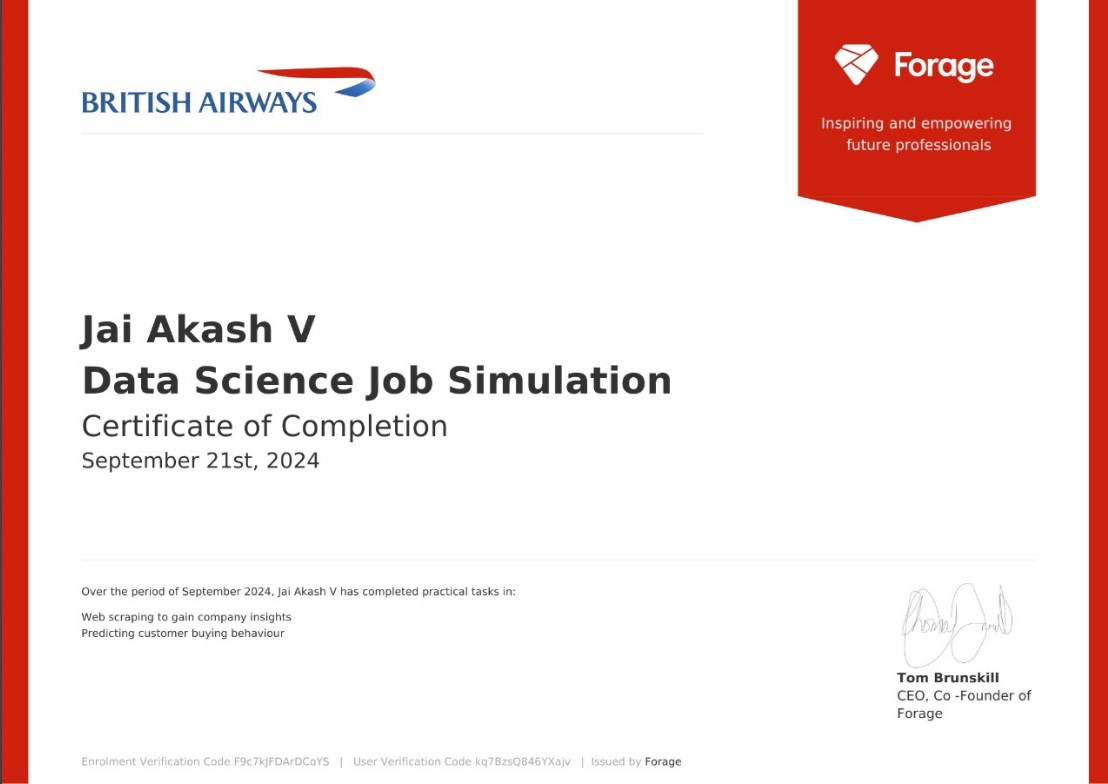 BRITISH AIRWAYS
Forage
Inspiring and empowering
future professionals
Jai Akash V
Data Science Job Simulation
Certificate of Completion
September 21st, 2024
Over the period of September 2024, Jai Akash V has completed practical tasks in:
Web scraping to gain company insights
Predicting customer buying behaviour
Tom Brunskill
CEO, Co -Founder of
Forage
Enrolment Verification Code F9c7kJFDArDCoYS | User Verification Code kq7BzsQ846YXajv | Issued by Forage